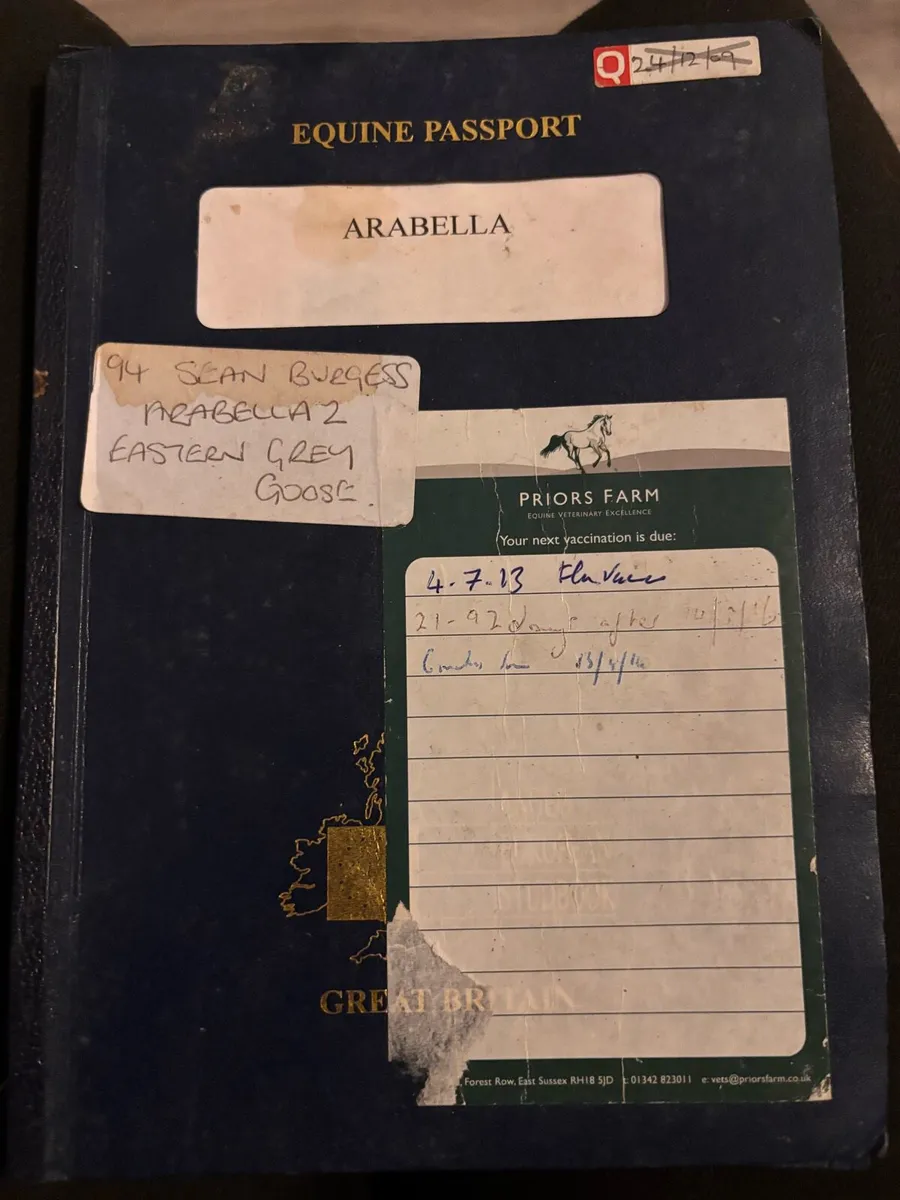 Q 24/12/09
EQUINE PASSPORT
ARABELLA
94 SEAN BURGESS
ARABELLA 2
EASTERN GREY
GOOSE
PRIORS FARM
EQUINE VETERINARY EXCELLENCE
Your next vaccination is due:
4.7.13 Flu Vacc
21-92 days after
GREAT BRITAIN
, Forest Row, East Sussex RH18 5JD t: 01342 823011 e: vets@priorsfarm.co.uk